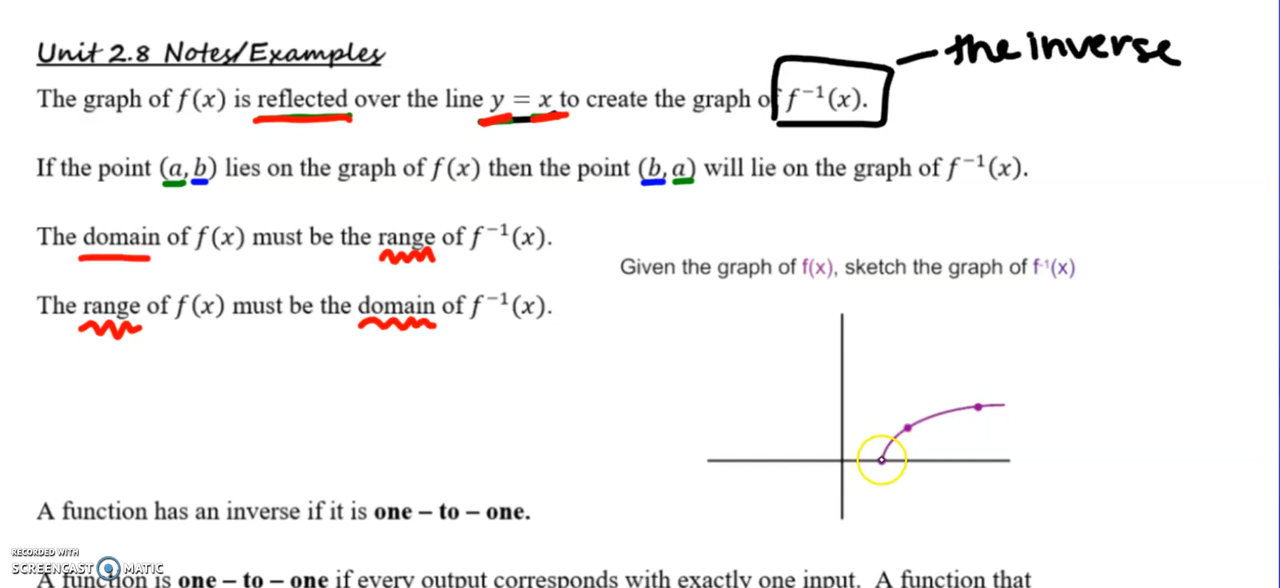 Unit 2.8 Notes/Examples
the inverse
The graph of f(x) is reflected over the line y = x to create the graph of f⁻¹(x).
If the point (a, b) lies on the graph of f(x) then the point (b, a) will lie on the graph of f⁻¹(x).
The domain of f(x) must be the range of f⁻¹(x).
Given the graph of f(x), sketch the graph of f⁻¹(x)
The range of f(x) must be the domain of f⁻¹(x).
A function has an inverse if it is one – to – one.
RECORDED WITH
SCREENCAST MATIC
A function is one – to – one if every output corresponds with exactly one input. A function that